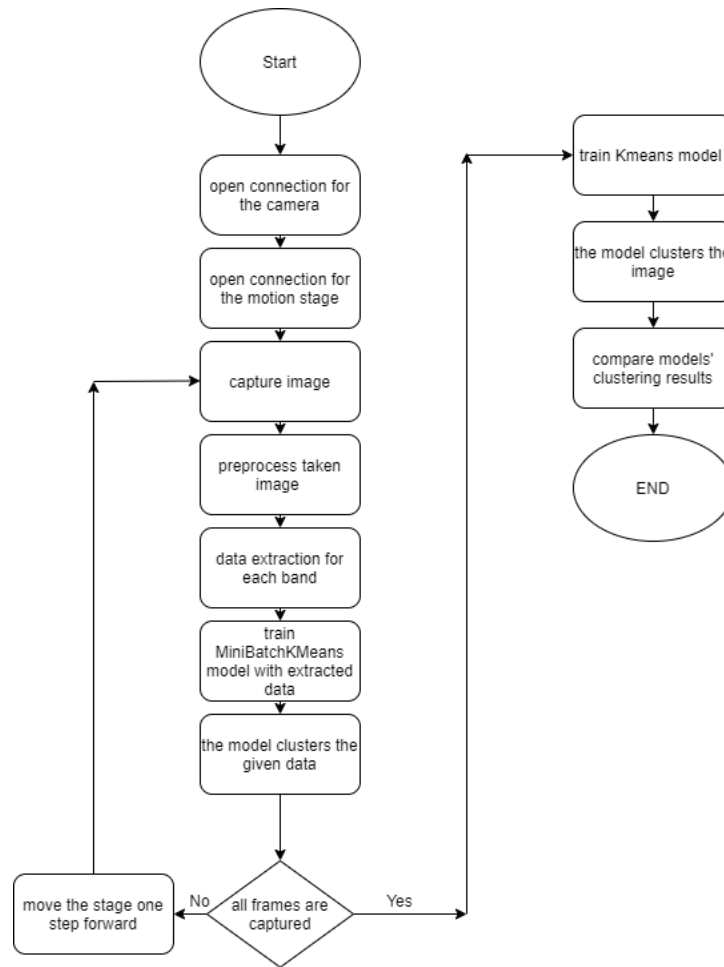 Start
open connection for
the camera
open connection for
the motion stage
capture image
preprocess taken
image
data extraction for
each band
train
MiniBatchKMeans
model with extracted
data
the model clusters the
given data
all frames are
captured
No
Yes
move the stage one
step forward
train Kmeans model
the model clusters the
image
compare models'
clustering results
END